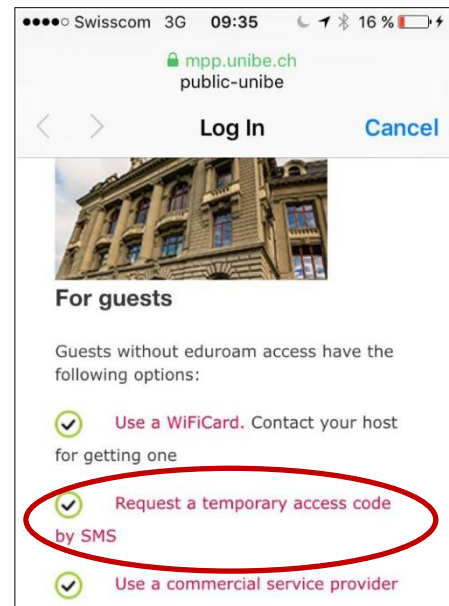 Swisscom 3G 09:35 16 %
mpp.unibe.ch
public-unibe
Log In Cancel
For guests
Guests without eduroam access have the
following options:
Use a WiFiCard. Contact your host
for getting one
Request a temporary access code
by SMS
Use a commercial service provider